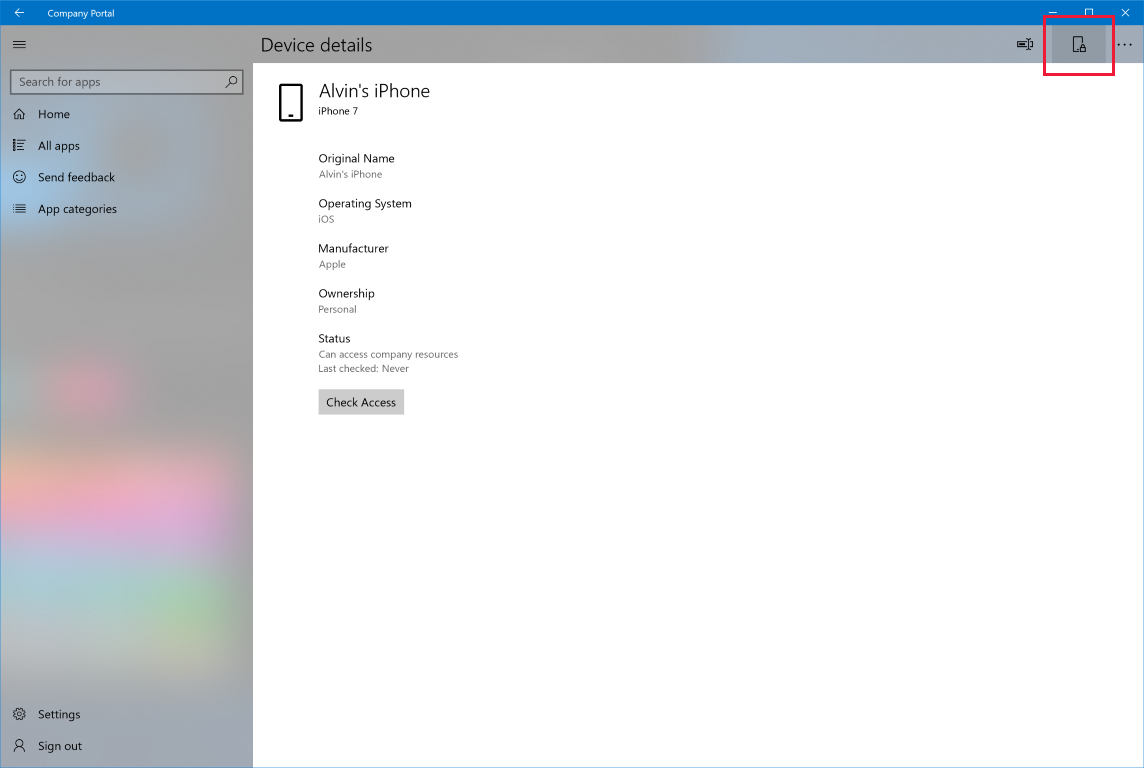 Company Portal
Device details
Search for apps
Home
All apps
Send feedback
App categories
Settings
Sign out
Alvin's iPhone
iPhone 7
Original Name
Alvin's iPhone
Operating System
iOS
Manufacturer
Apple
Ownership
Personal
Status
Can access company resources
Last checked: Never
Check Access